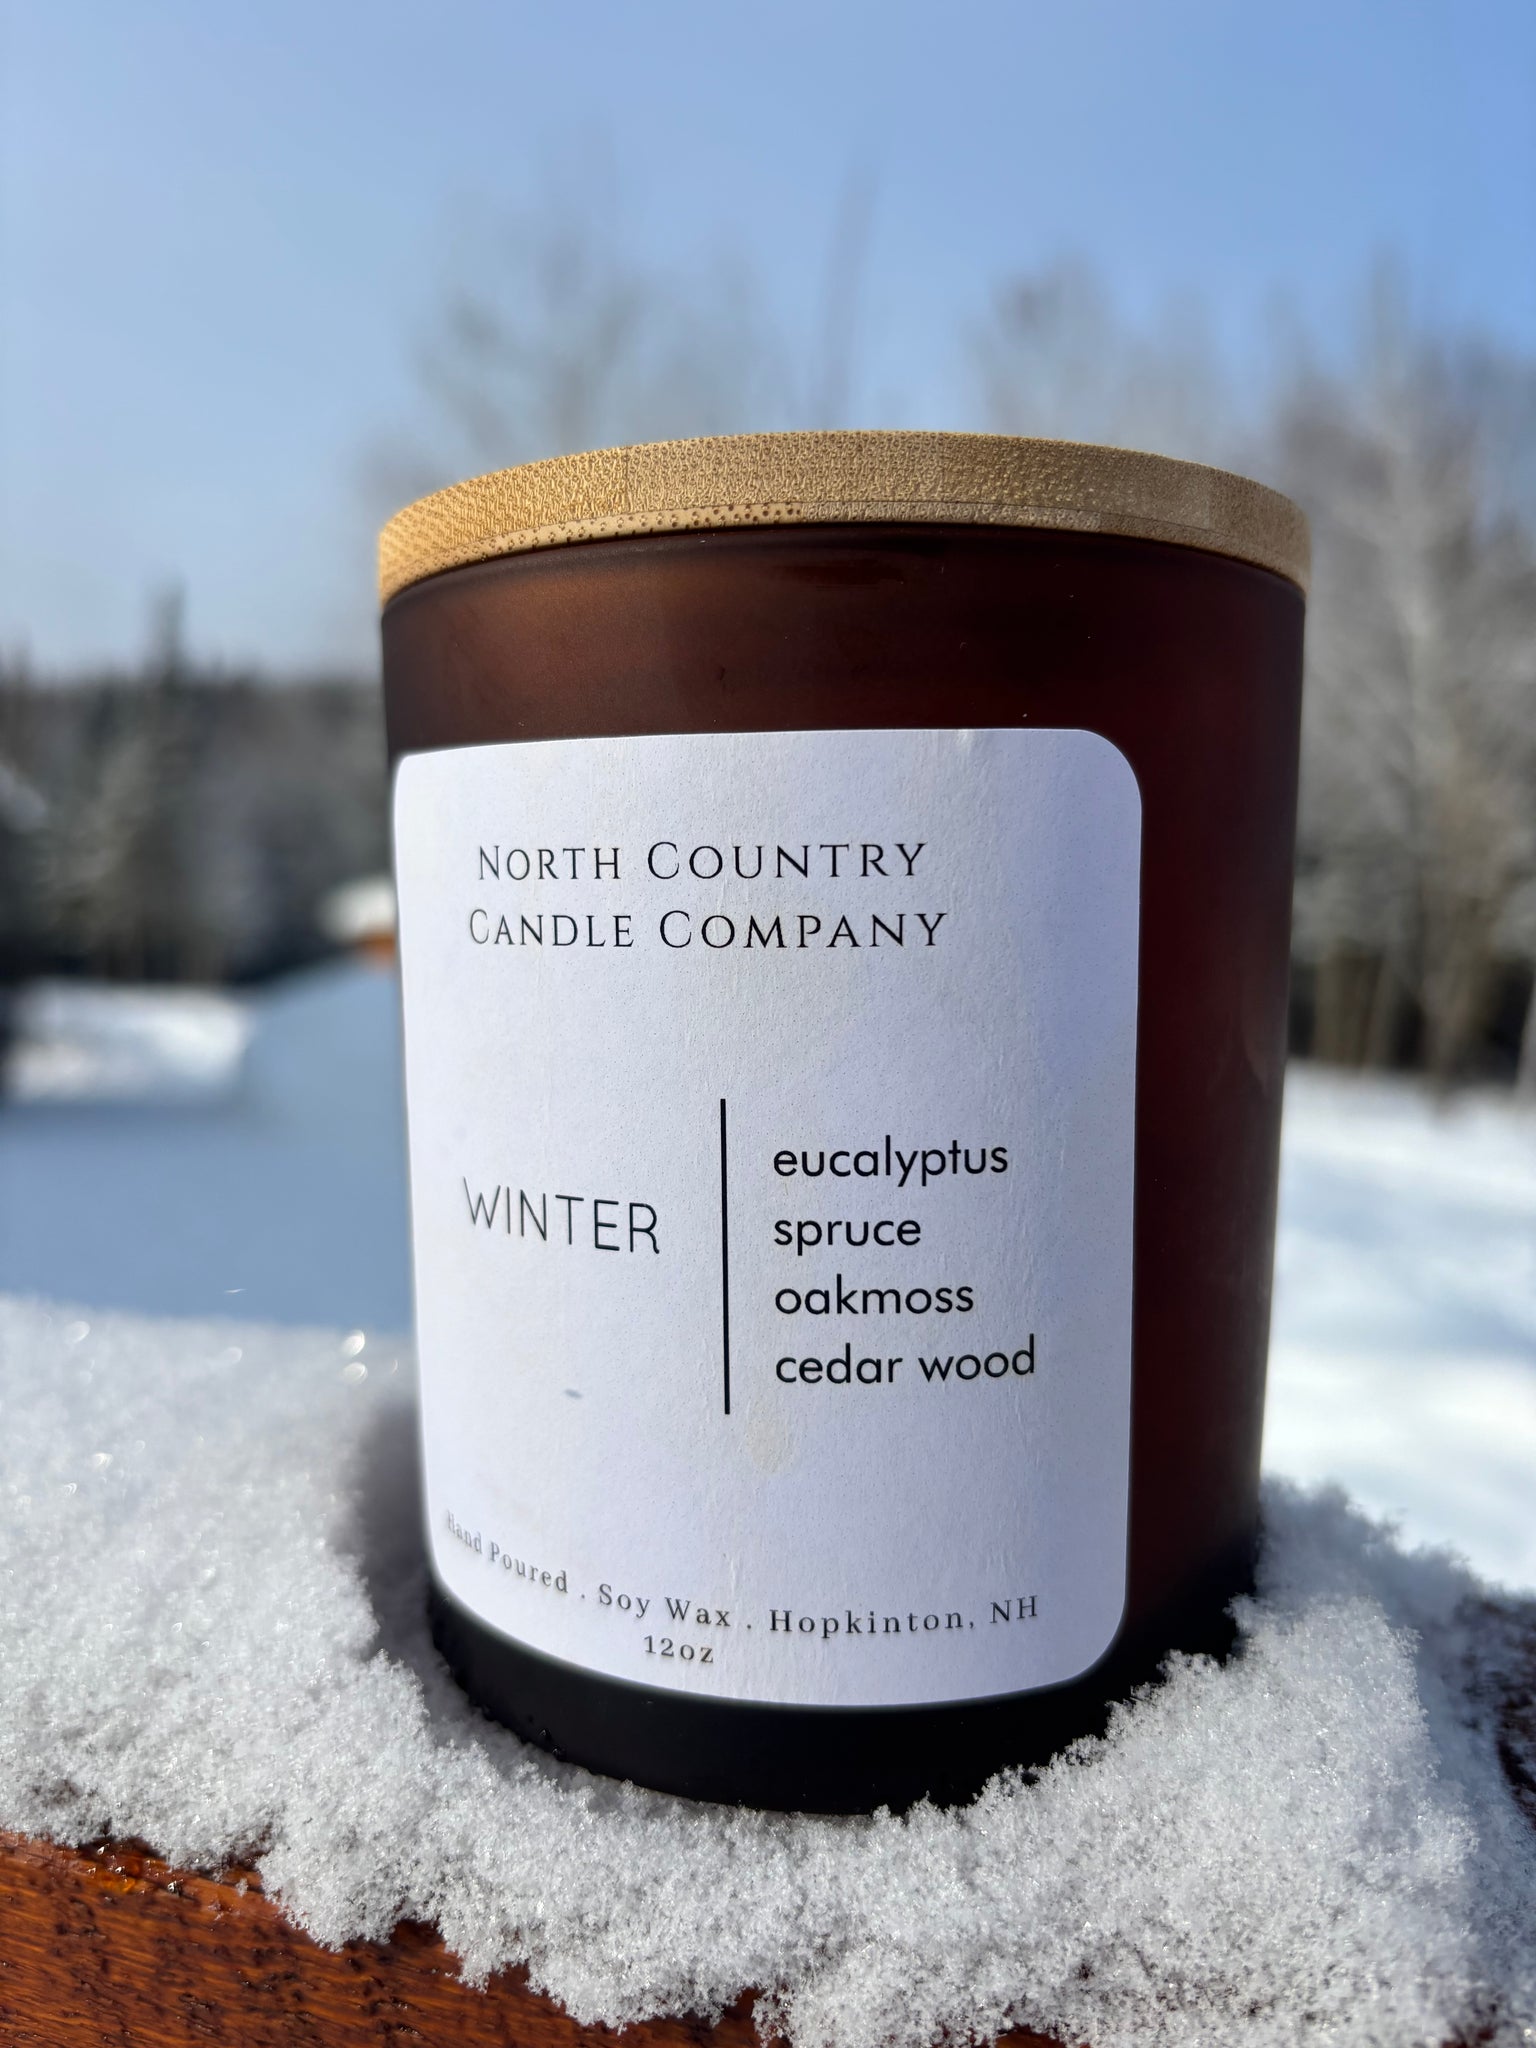 North Country
Candle Company
WINTER
eucalyptus
spruce
oakmoss
cedar wood
Hand Poured . Soy Wax . Hopkinton, NH
12oz